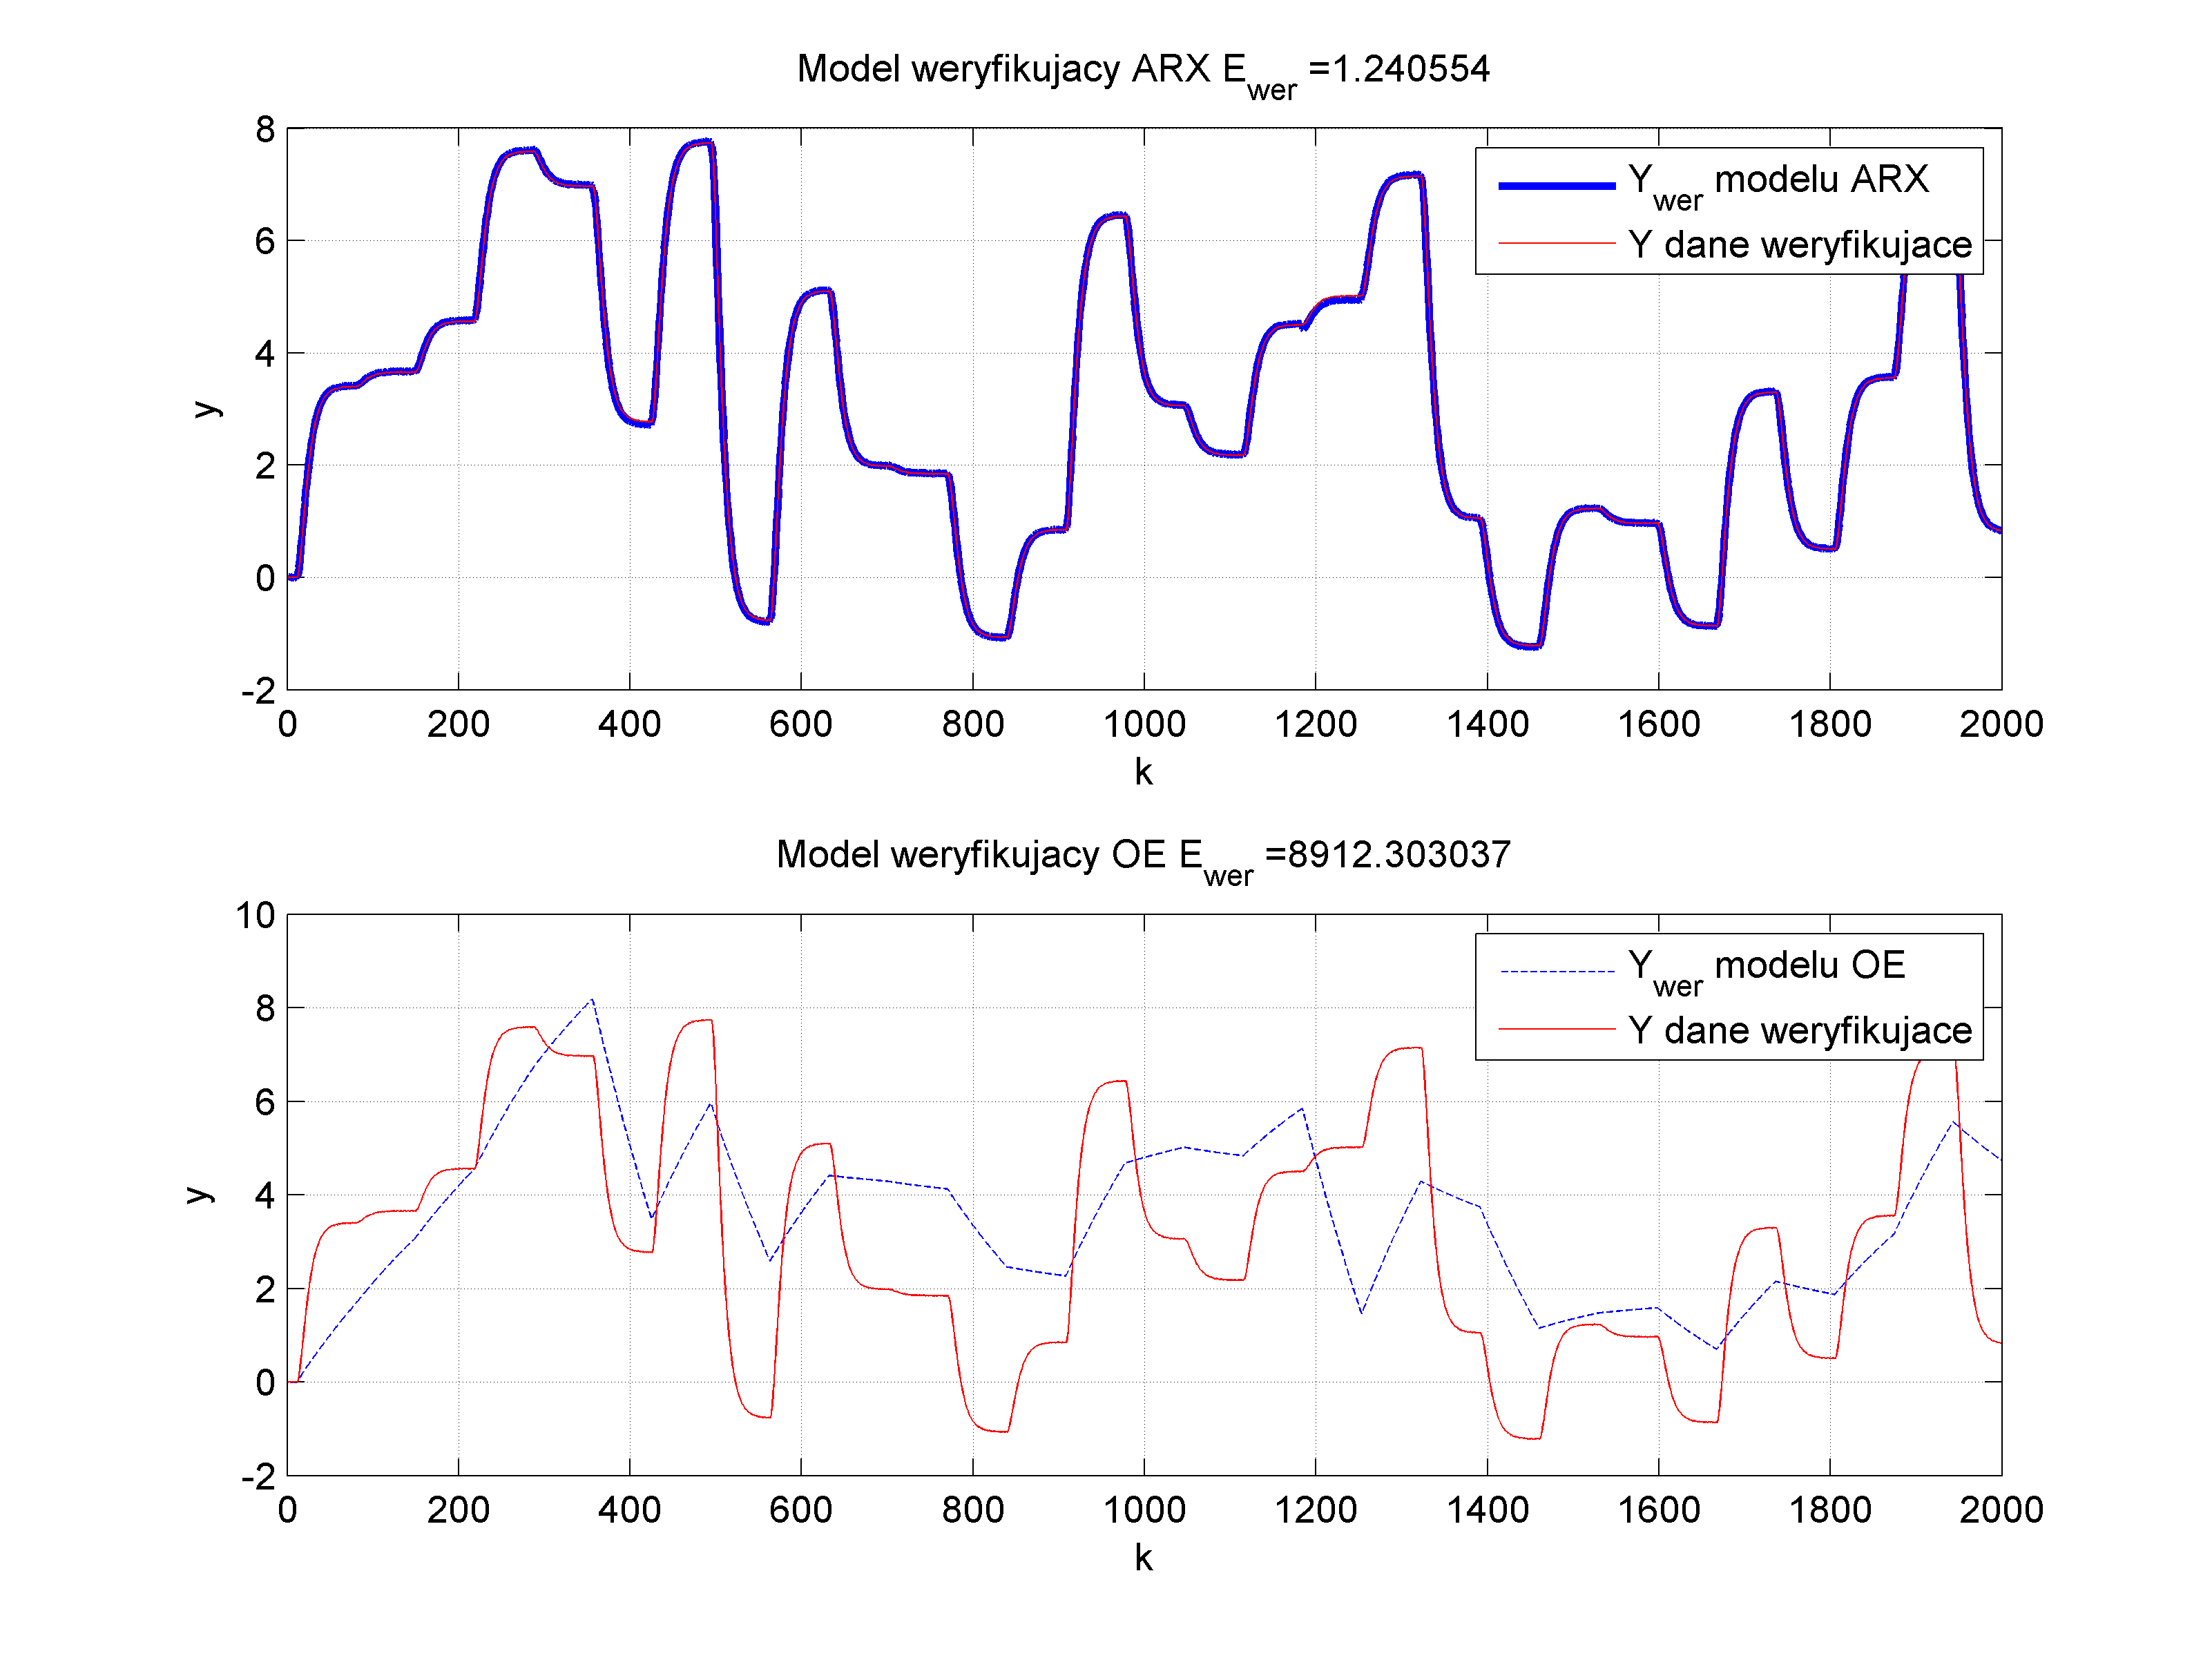 Model weryfikujacy ARX E_wer =1.240554
8
6
4
2
0
-2
y
Y_wer modelu ARX
Y dane weryfikujace
0 200 400 600 800 1000 1200 1400 1600 1800 2000
k
Model weryfikujacy OE E_wer =8912.303037
10
8
6
4
2
0
-2
y
Y_wer modelu OE
Y dane weryfikujace
0 200 400 600 800 1000 1200 1400 1600 1800 2000
k